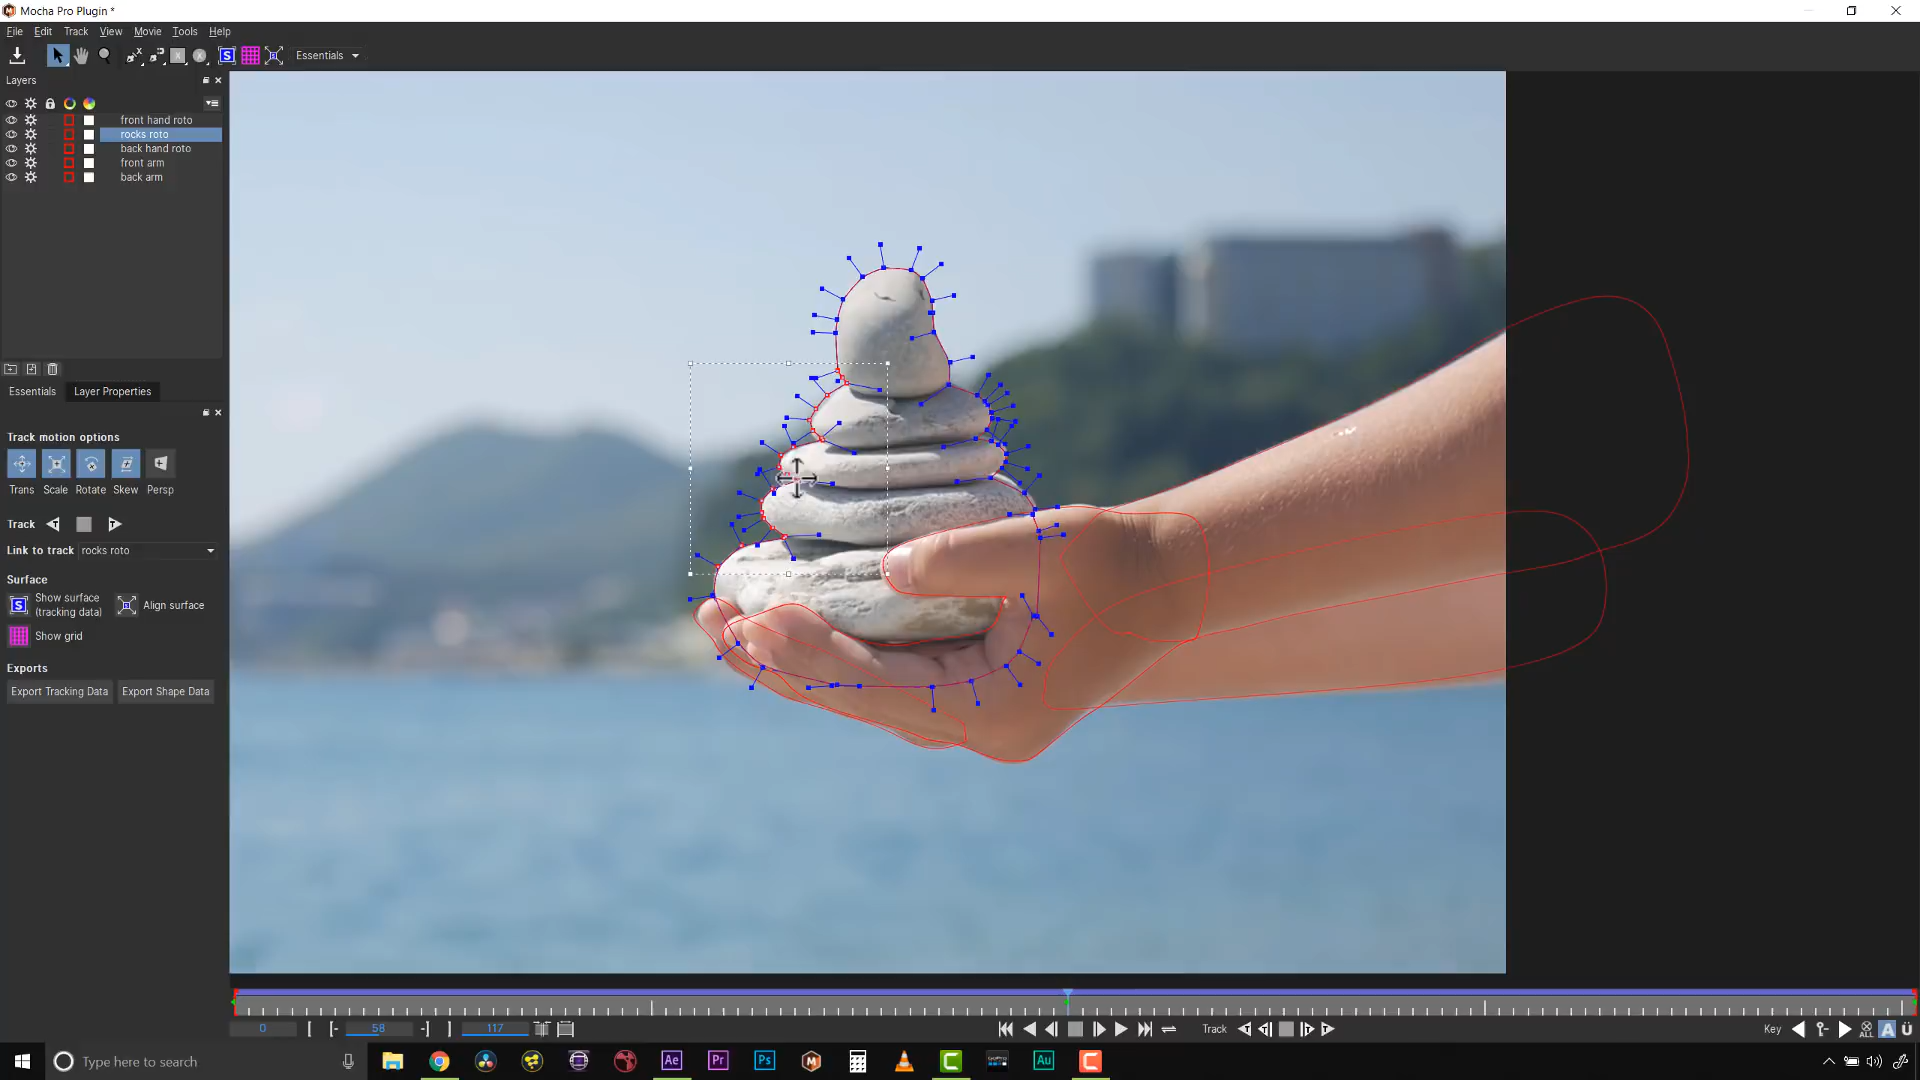 Mocha Pro Plugin *
File Edit Track View Movie Tools Help
Essentials
Layers
front hand roto
rocks roto
back hand roto
front arm
back arm
Essentials Layer Properties
Track motion options
Trans Scale Rotate Skew Persp
Track
Link to track rocks roto
Surface
Show surface
(tracking data)
Align surface
Show grid
Exports
Export Tracking Data Export Shape Data
0 58 117 Track Key
ALL A Ü
Type here to search
Ae Pr Ps Au